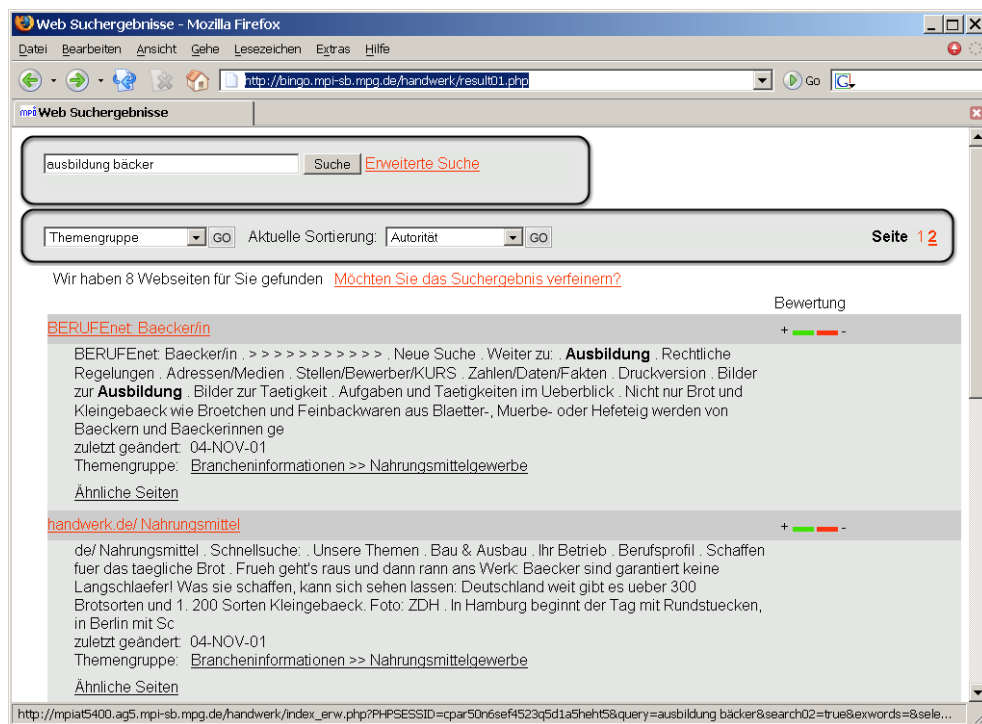 Web Suchergebnisse - Mozilla Firefox
Datei Bearbeiten Ansicht Gehe Lesezeichen Extras Hilfe
http://bingo.mpi-sb.mpg.de/handwerk/result01.php Go G
mpi Web Suchergebnisse
ausbildung bäcker Suche Erweiterte Suche
Themengruppe GO Aktuelle Sortierung: Autorität GO Seite 1 2
Wir haben 8 Webseiten für Sie gefunden Möchten Sie das Suchergebnis verfeinern?
Bewertung
BERUFEnet: Baecker/in + -
BERUFEnet: Baecker/in . > > > > > > > > > > > . Neue Suche . Weiter zu: . Ausbildung . Rechtliche
Regelungen . Adressen/Medien . Stellen/Bewerber/KURS . Zahlen/Daten/Fakten . Druckversion . Bilder
zur Ausbildung . Bilder zur Taetigkeit . Aufgaben und Taetigkeiten im Ueberblick . Nicht nur Brot und
Kleingebaeck wie Broetchen und Feinbackwaren aus Blaetter-, Muerbe- oder Hefeteig werden von
Baeckern und Baeckerinnen ge
zuletzt geändert: 04-NOV-01
Themengruppe: Brancheninformationen >> Nahrungsmittelgewerbe
Ähnliche Seiten
handwerk.de/ Nahrungsmittel + -
de/ Nahrungsmittel . Schnellsuche: . Unsere Themen . Bau & Ausbau . Ihr Betrieb . Berufsprofil . Schaffen
fuer das taegliche Brot . Frueh geht's raus und dann rann ans Werk: Baecker sind garantiert keine
Langschlaefer! Was sie schaffen, kann sich sehen lassen: Deutschland weit gibt es ueber 300
Brotsorten und 1. 200 Sorten Kleingebaeck. Foto: ZDH . In Hamburg beginnt der Tag mit Rundstuecken,
in Berlin mit Sc
zuletzt geändert: 04-NOV-01
Themengruppe: Brancheninformationen >> Nahrungsmittelgewerbe
Ähnliche Seiten
http://mpiat5400.ag5.mpi-sb.mpg.de/handwerk/index_erw.php?PHPSESSID=cpar50n6sef4523q5d1a5heht5&query=ausbildung bäcker&search02=true&exwords=&sele...